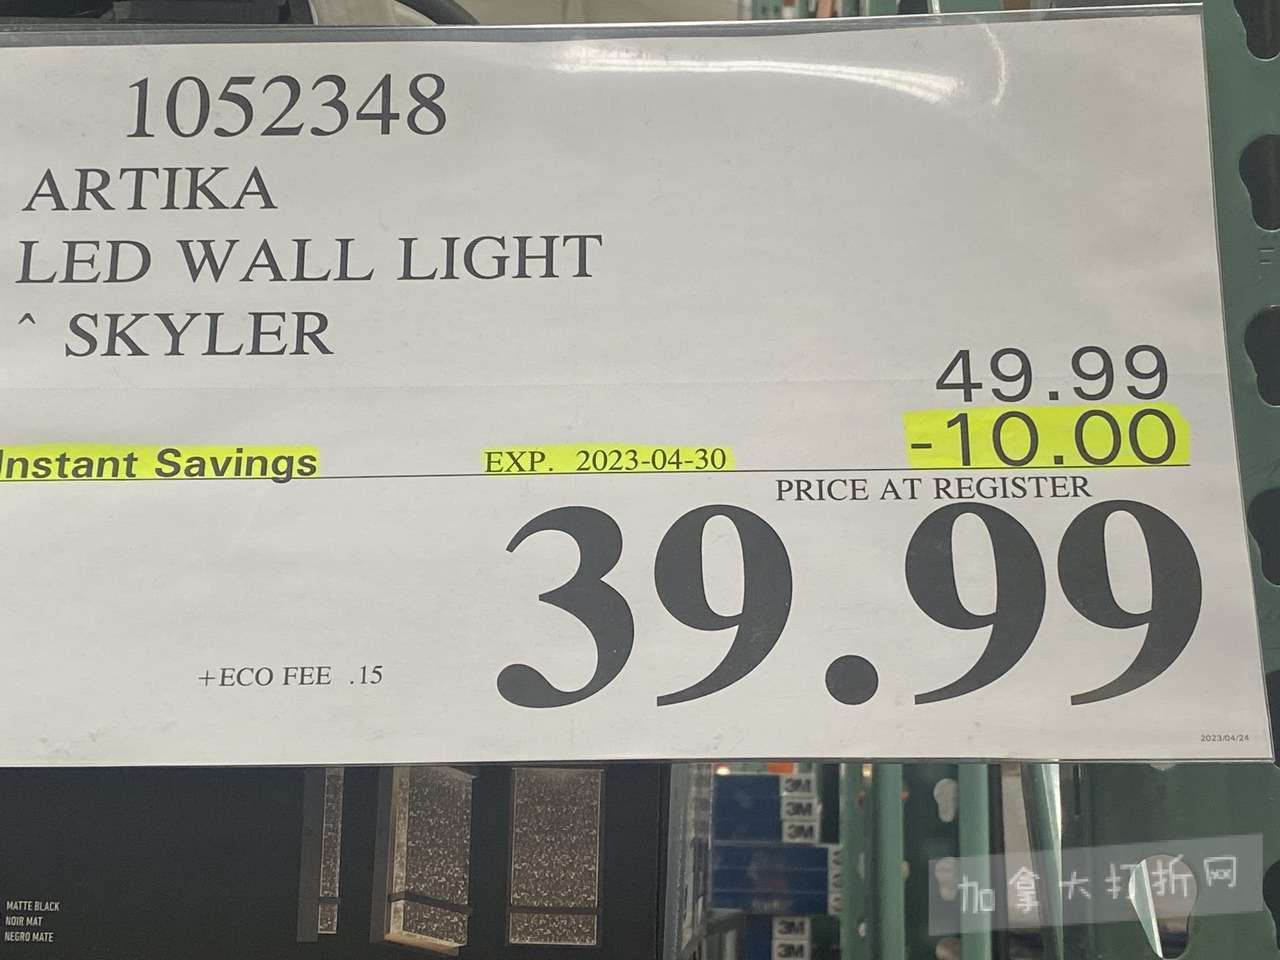 1052348
ARTIKA
LED WALL LIGHT
^ SKYLER
49.99
Instant Savings EXP. 2023-04-30 -10.00
PRICE AT REGISTER
39.99
+ECO FEE .15
2023/04/24
3M
3M
3M
MATTE BLACK
NOIR MAT
NEGRO MATE
加拿大打折网
3M
3M